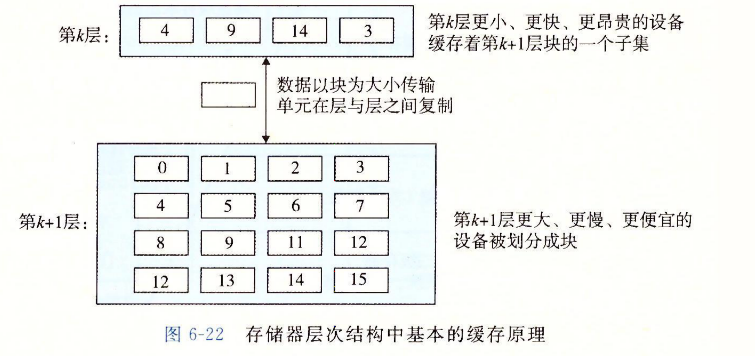 第k层：
4 9 14 3
第k层更小、更快、更昂贵的设备
缓存着第k+1层块的一个子集
数据以块为大小传输
单元在层与层之间复制
0 1 2 3
4 5 6 7
第k+1层：
8 9 11 12
12 13 14 15
第k+1层更大、更慢、更便宜的
设备被划分成块
图 6-22 存储器层次结构中基本的缓存原理